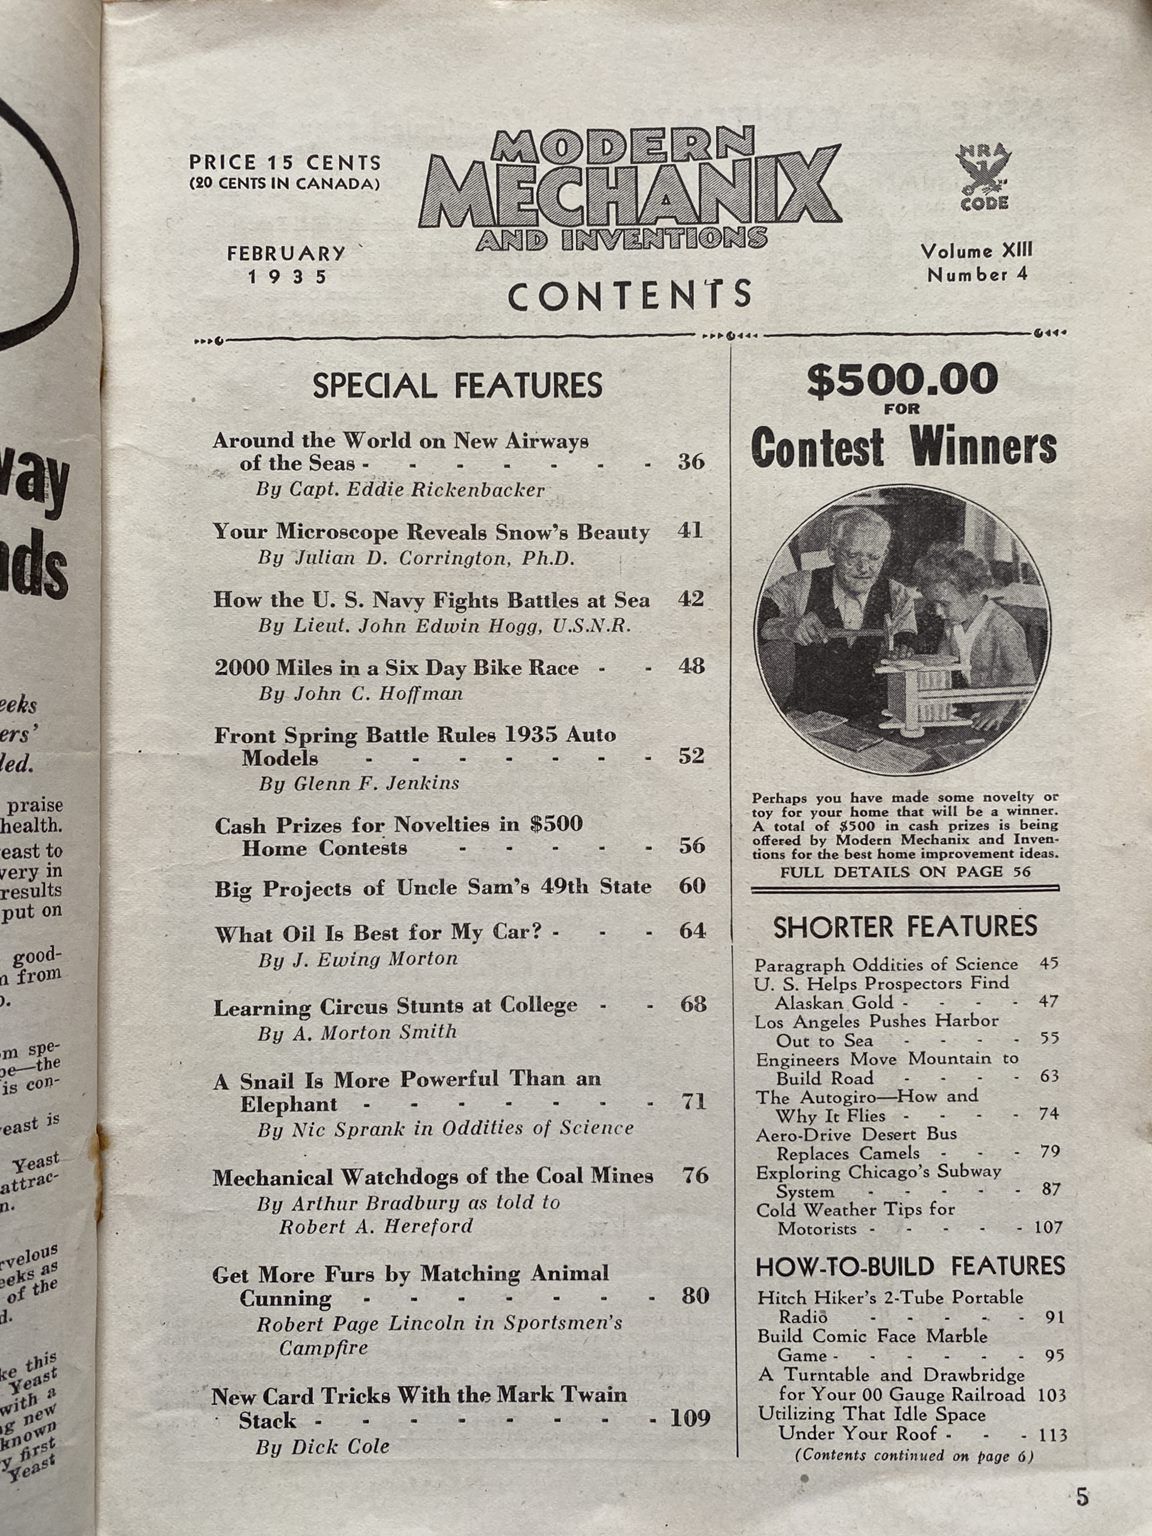 way
nds
eeks
ers'
led.
praise
health.
east to
very in
results
put on
good-
n from
om spe-
pe—the
is con-
east is
Yeast
attrac-
n.
rvelous
eeks as
of the
d.
ke this
Yeast
with a
ng new
known
y first
Yeast
PRICE 15 CENTS
(20 CENTS IN CANADA)
FEBRUARY
1935
MODERN
MECHANIX
AND INVENTIONS
NRA
CODE
Volume XIII
Number 4
CONTENTS
SPECIAL FEATURES
Around the World on New Airways
of the Seas - - - - - - - 36
By Capt. Eddie Rickenbacker
Your Microscope Reveals Snow's Beauty 41
By Julian D. Corrington, Ph.D.
How the U. S. Navy Fights Battles at Sea 42
By Lieut. John Edwin Hogg, U.S.N.R.
2000 Miles in a Six Day Bike Race - - 48
By John C. Hoffman
Front Spring Battle Rules 1935 Auto
Models - - - - - - - 52
By Glenn F. Jenkins
Cash Prizes for Novelties in $500
Home Contests - - - - - 56
Big Projects of Uncle Sam's 49th State 60
What Oil Is Best for My Car? - - - 64
By J. Ewing Morton
Learning Circus Stunts at College - - 68
By A. Morton Smith
A Snail Is More Powerful Than an
Elephant - - - - - - - 71
By Nic Sprank in Oddities of Science
Mechanical Watchdogs of the Coal Mines 76
By Arthur Bradbury as told to
Robert A. Hereford
Get More Furs by Matching Animal
Cunning - - - - - - - 80
Robert Page Lincoln in Sportsmen's
Campfire
New Card Tricks With the Mark Twain
Stack - - - - - - - - 109
By Dick Cole
$500.00
FOR
Contest Winners
Perhaps you have made some novelty or
toy for your home that will be a winner.
A total of $500 in cash prizes is being
offered by Modern Mechanix and Inven-
tions for the best home improvement ideas.
FULL DETAILS ON PAGE 56
SHORTER FEATURES
Paragraph Oddities of Science 45
U. S. Helps Prospectors Find
Alaskan Gold - - - - 47
Los Angeles Pushes Harbor
Out to Sea - - - - 55
Engineers Move Mountain to
Build Road - - - - 63
The Autogiro—How and
Why It Flies - - - - 74
Aero-Drive Desert Bus
Replaces Camels - - - 79
Exploring Chicago's Subway
System - - - - - 87
Cold Weather Tips for
Motorists - - - - - 107
HOW-TO-BUILD FEATURES
Hitch Hiker's 2-Tube Portable
Radio - - - - - 91
Build Comic Face Marble
Game - - - - - - 95
A Turntable and Drawbridge
for Your 00 Gauge Railroad 103
Utilizing That Idle Space
Under Your Roof - - - 113
(Contents continued on page 6)
5